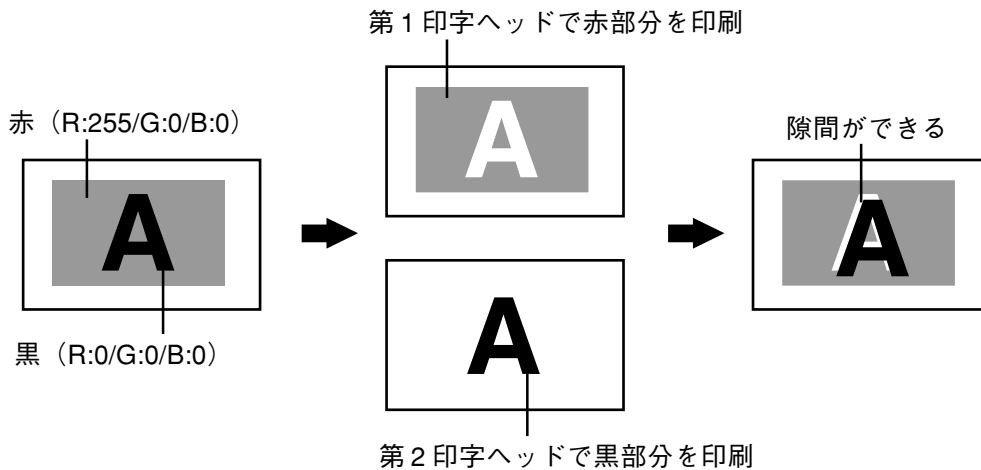 第1印字ヘッドで赤部分を印刷
赤（R:255/G:0/B:0）
隙間ができる
A
A
A
A
黒（R:0/G:0/B:0）
第2印字ヘッドで黒部分を印刷